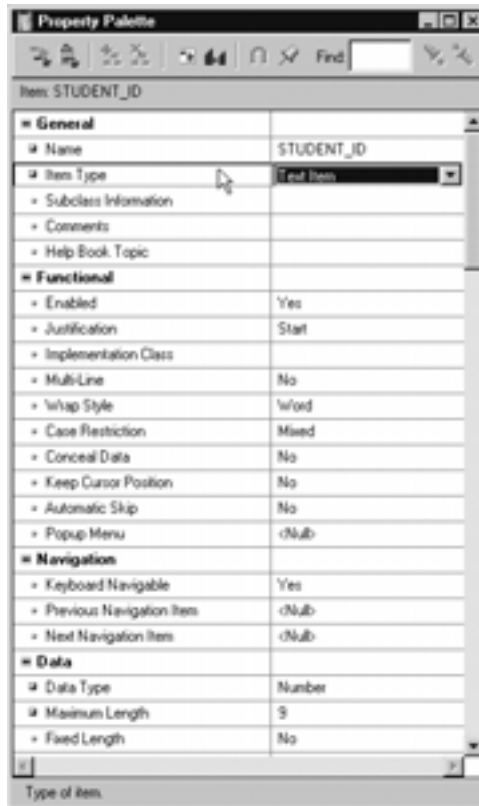 Property Palette
Find
Item: STUDENT_ID
General
Name STUDENT_ID
Item Type Text Item
Subclass Information
Comments
Help Book Topic
Functional
Enabled Yes
Justification Start
Implementation Class
Multi-Line No
Wrap Style Word
Case Restriction Mixed
Conceal Data No
Keep Cursor Position No
Automatic Skip No
Popup Menu <Null>
Navigation
Keyboard Navigable Yes
Previous Navigation Item <Null>
Next Navigation Item <Null>
Data
Data Type Number
Maximum Length 9
Fixed Length No
Type of item.